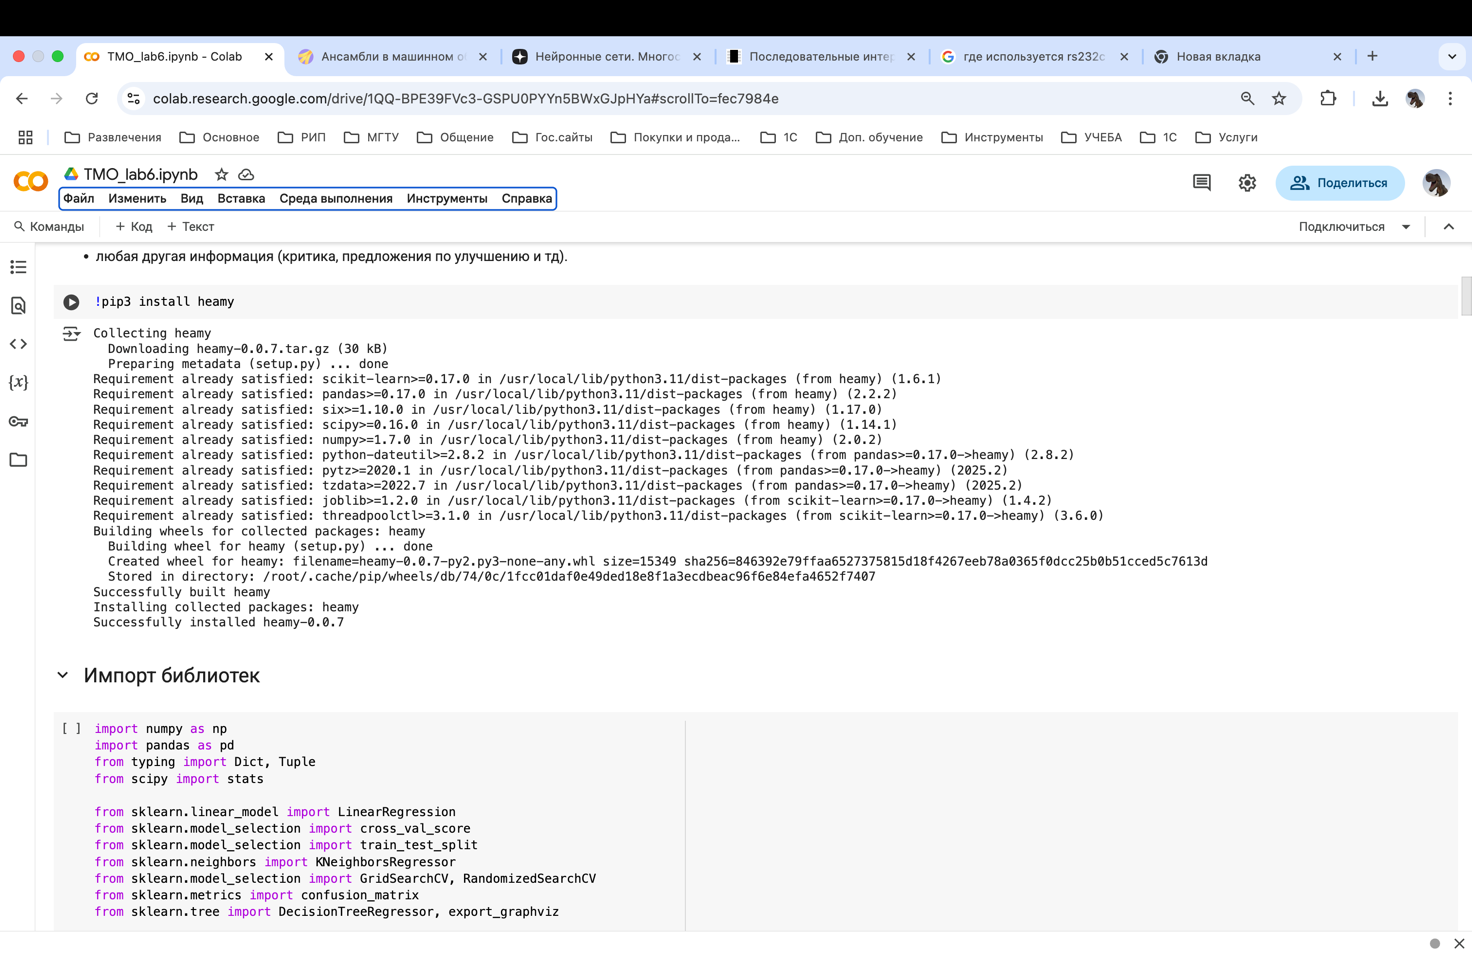 TMO_lab6.ipynb - Colab
Ансамбли в машинном о
Нейронные сети. Многос
Последовательные интер
где используется rs232с
Новая вкладка
colab.research.google.com/drive/1QQ-BPE39FVc3-GSPU0PYYn5BWxGJpHYa#scrollTo=fec7984e
Развлечения
Основное
РИП
МГТУ
Общение
Гос.сайты
Покупки и прода...
1С
Доп. обучение
Инструменты
УЧЕБА
1С
Услуги
TMO_lab6.ipynb
Файл Изменить Вид Вставка Среда выполнения Инструменты Справка
Поделиться
Команды
+ Код
+ Текст
Подключиться
• любая другая информация (критика, предложения по улучшению и тд).
!pip3 install heamy
Collecting heamy
Downloading heamy-0.0.7.tar.gz (30 kB)
Preparing metadata (setup.py) ... done
Requirement already satisfied: scikit-learn>=0.17.0 in /usr/local/lib/python3.11/dist-packages (from heamy) (1.6.1)
Requirement already satisfied: pandas>=0.17.0 in /usr/local/lib/python3.11/dist-packages (from heamy) (2.2.2)
Requirement already satisfied: six>=1.10.0 in /usr/local/lib/python3.11/dist-packages (from heamy) (1.17.0)
Requirement already satisfied: scipy>=0.16.0 in /usr/local/lib/python3.11/dist-packages (from heamy) (1.14.1)
Requirement already satisfied: numpy>=1.7.0 in /usr/local/lib/python3.11/dist-packages (from heamy) (2.0.2)
Requirement already satisfied: python-dateutil>=2.8.2 in /usr/local/lib/python3.11/dist-packages (from pandas>=0.17.0->heamy) (2.8.2)
Requirement already satisfied: pytz>=2020.1 in /usr/local/lib/python3.11/dist-packages (from pandas>=0.17.0->heamy) (2025.2)
Requirement already satisfied: tzdata>=2022.7 in /usr/local/lib/python3.11/dist-packages (from pandas>=0.17.0->heamy) (2025.2)
Requirement already satisfied: joblib>=1.2.0 in /usr/local/lib/python3.11/dist-packages (from scikit-learn>=0.17.0->heamy) (1.4.2)
Requirement already satisfied: threadpoolctl>=3.1.0 in /usr/local/lib/python3.11/dist-packages (from scikit-learn>=0.17.0->heamy) (3.6.0)
Building wheels for collected packages: heamy
Building wheel for heamy (setup.py) ... done
Created wheel for heamy: filename=heamy-0.0.7-py2.py3-none-any.whl size=15349 sha256=846392e79ffaa6527375815d18f4267eeb78a0365f0dcc25b0b51cced5c7613d
Stored in directory: /root/.cache/pip/wheels/db/74/0c/1fcc01daf0e49ded18e8f1a3ecdbeac96f6e84efa4652f7407
Successfully built heamy
Installing collected packages: heamy
Successfully installed heamy-0.0.7
Импорт библиотек
[ ] import numpy as np
import pandas as pd
from typing import Dict, Tuple
from scipy import stats
from sklearn.linear_model import LinearRegression
from sklearn.model_selection import cross_val_score
from sklearn.model_selection import train_test_split
from sklearn.neighbors import KNeighborsRegressor
from sklearn.model_selection import GridSearchCV, RandomizedSearchCV
from sklearn.metrics import confusion_matrix
from sklearn.tree import DecisionTreeRegressor, export_graphviz